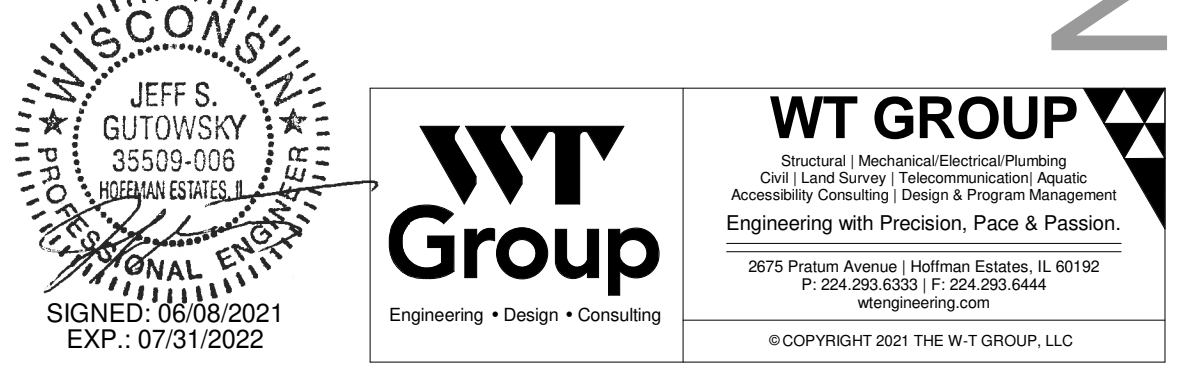 WISCONSIN
JEFF S.
GUTOWSKY
35509-006
HOFFMAN ESTATES, IL
PROFESSIONAL ENGINEER
SIGNED: 06/08/2021
EXP.: 07/31/2022
WT
Group
Engineering • Design • Consulting
WT GROUP
Structural | Mechanical/Electrical/Plumbing
Civil | Land Survey | Telecommunication| Aquatic
Accessibility Consulting | Design & Program Management
Engineering with Precision, Pace & Passion.
2675 Pratum Avenue | Hoffman Estates, IL 60192
P: 224.293.6333 | F: 224.293.6444
wtengineering.com
© COPYRIGHT 2021 THE W-T GROUP, LLC